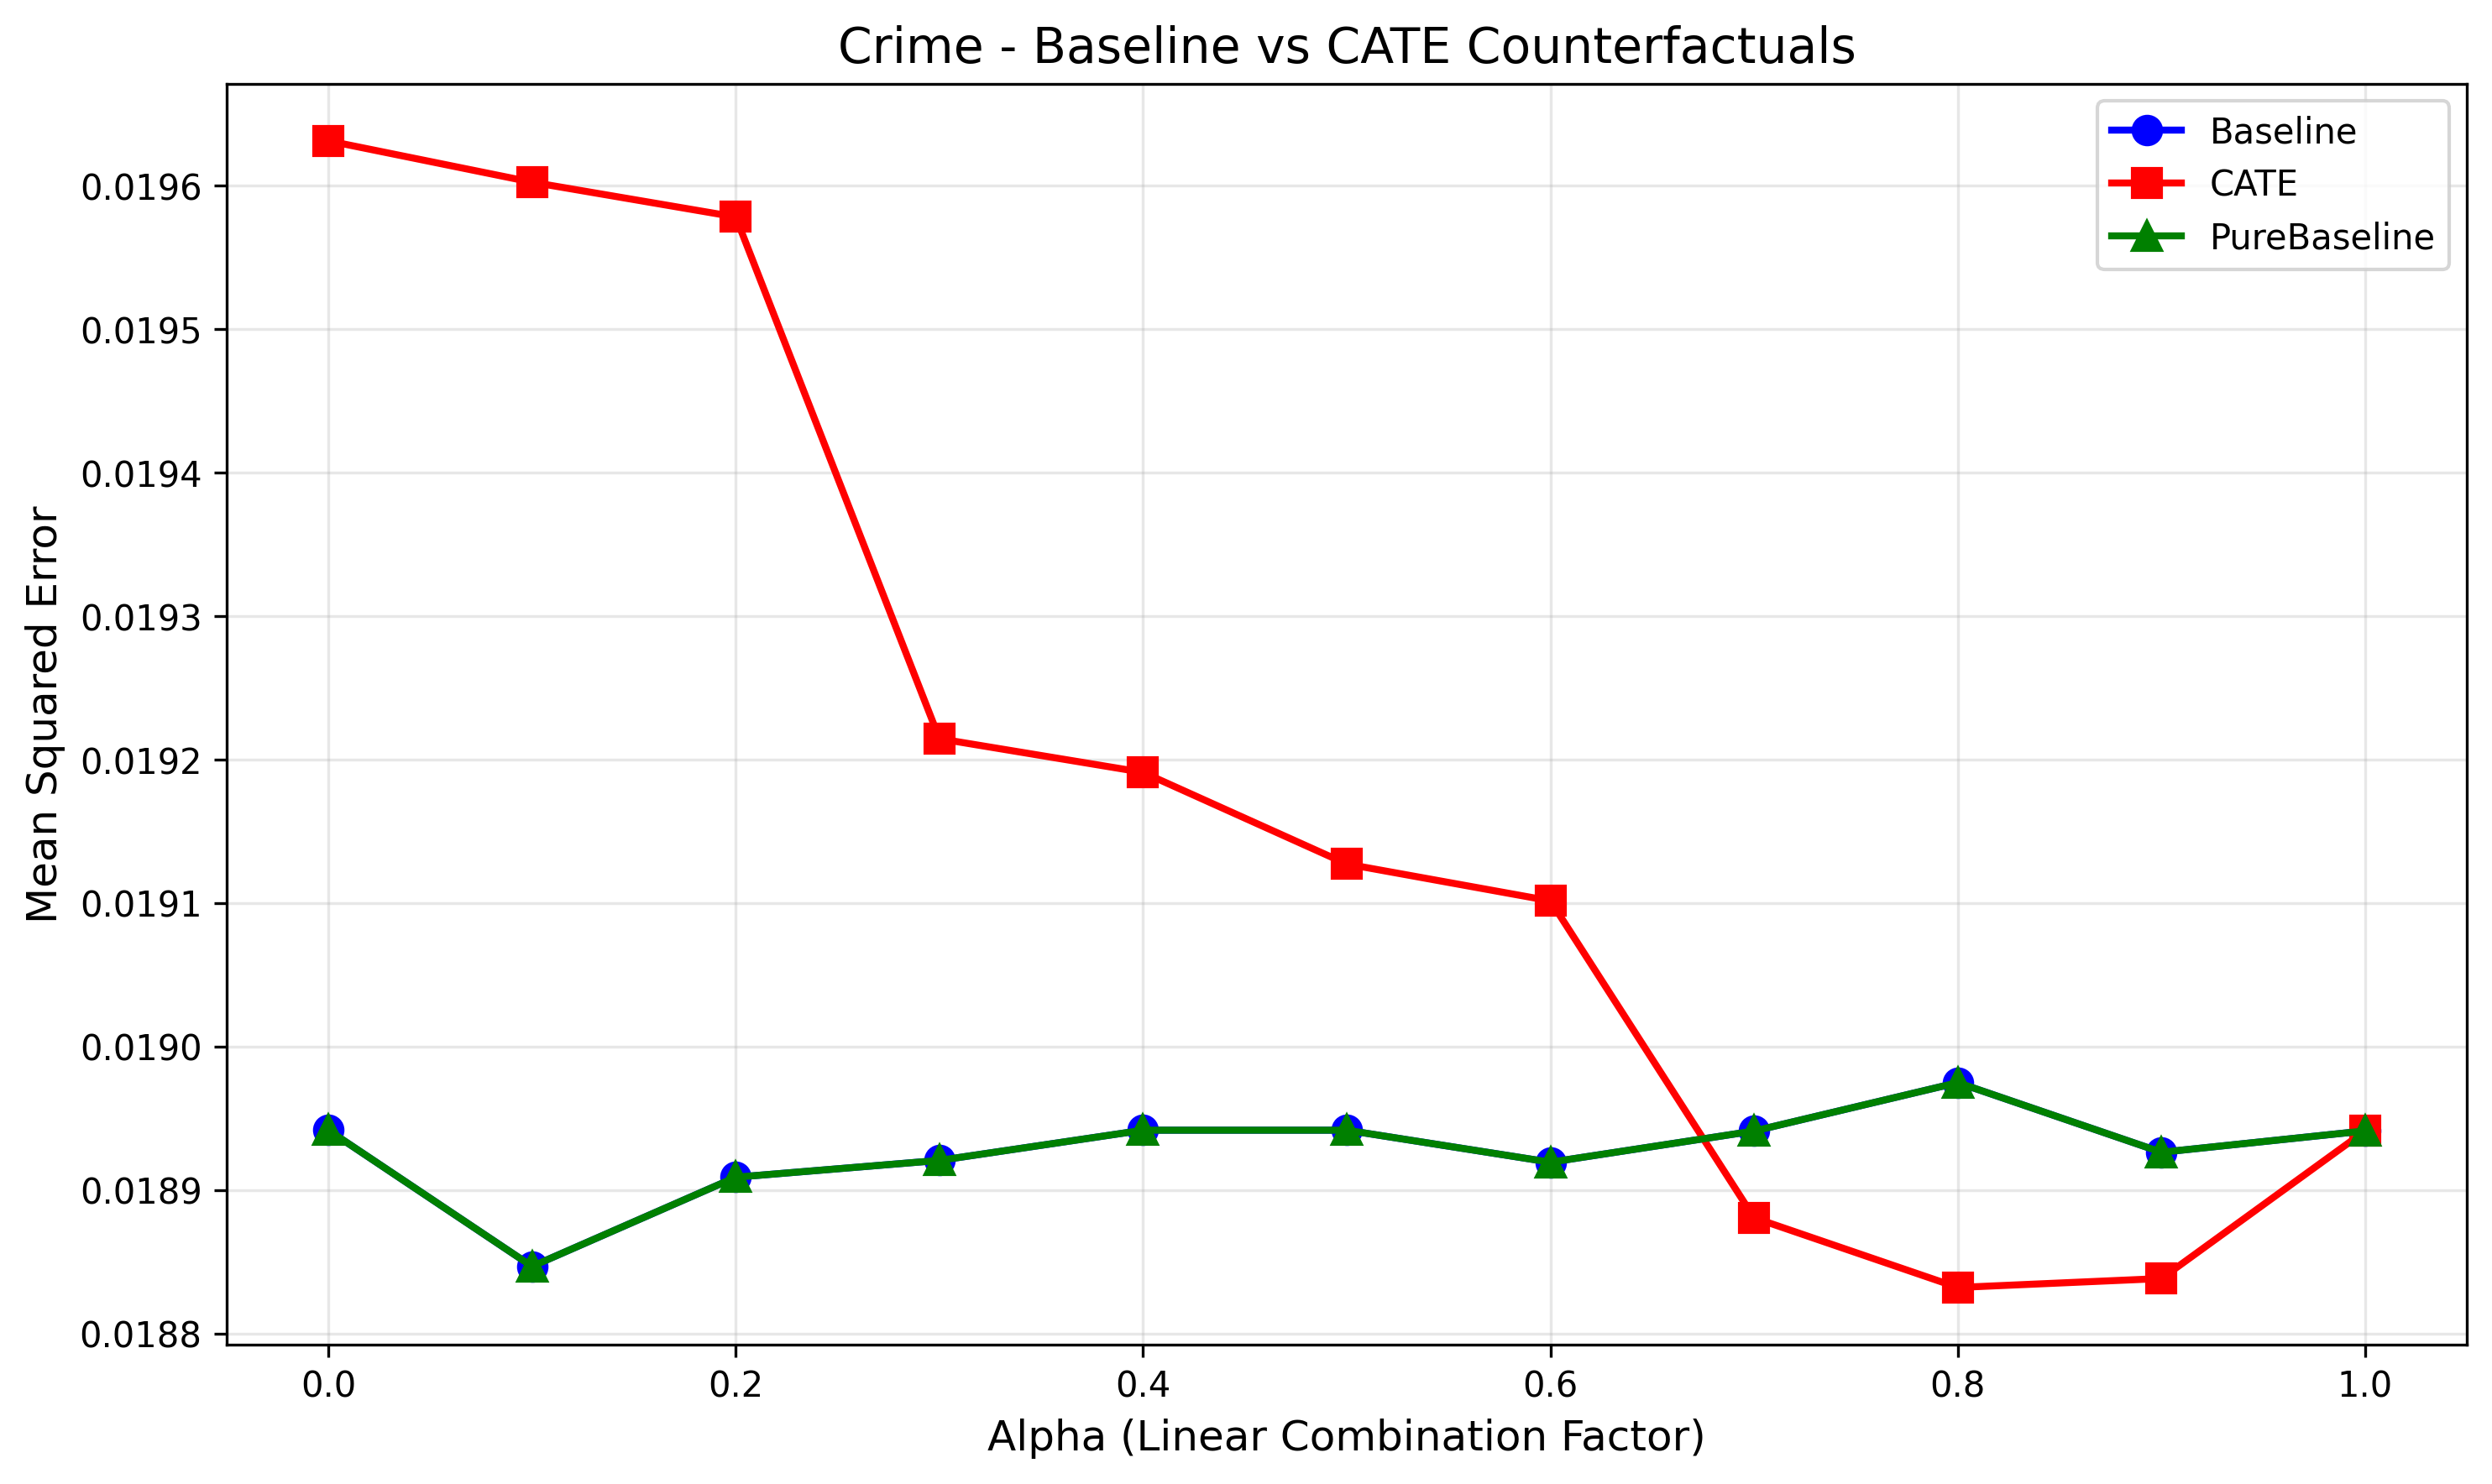 Crime - Baseline vs CATE Counterfactuals
Baseline
CATE
PureBaseline
Mean Squared Error
0.0196
0.0195
0.0194
0.0193
0.0192
0.0191
0.0190
0.0189
0.0188
0.0 0.2 0.4 0.6 0.8 1.0
Alpha (Linear Combination Factor)